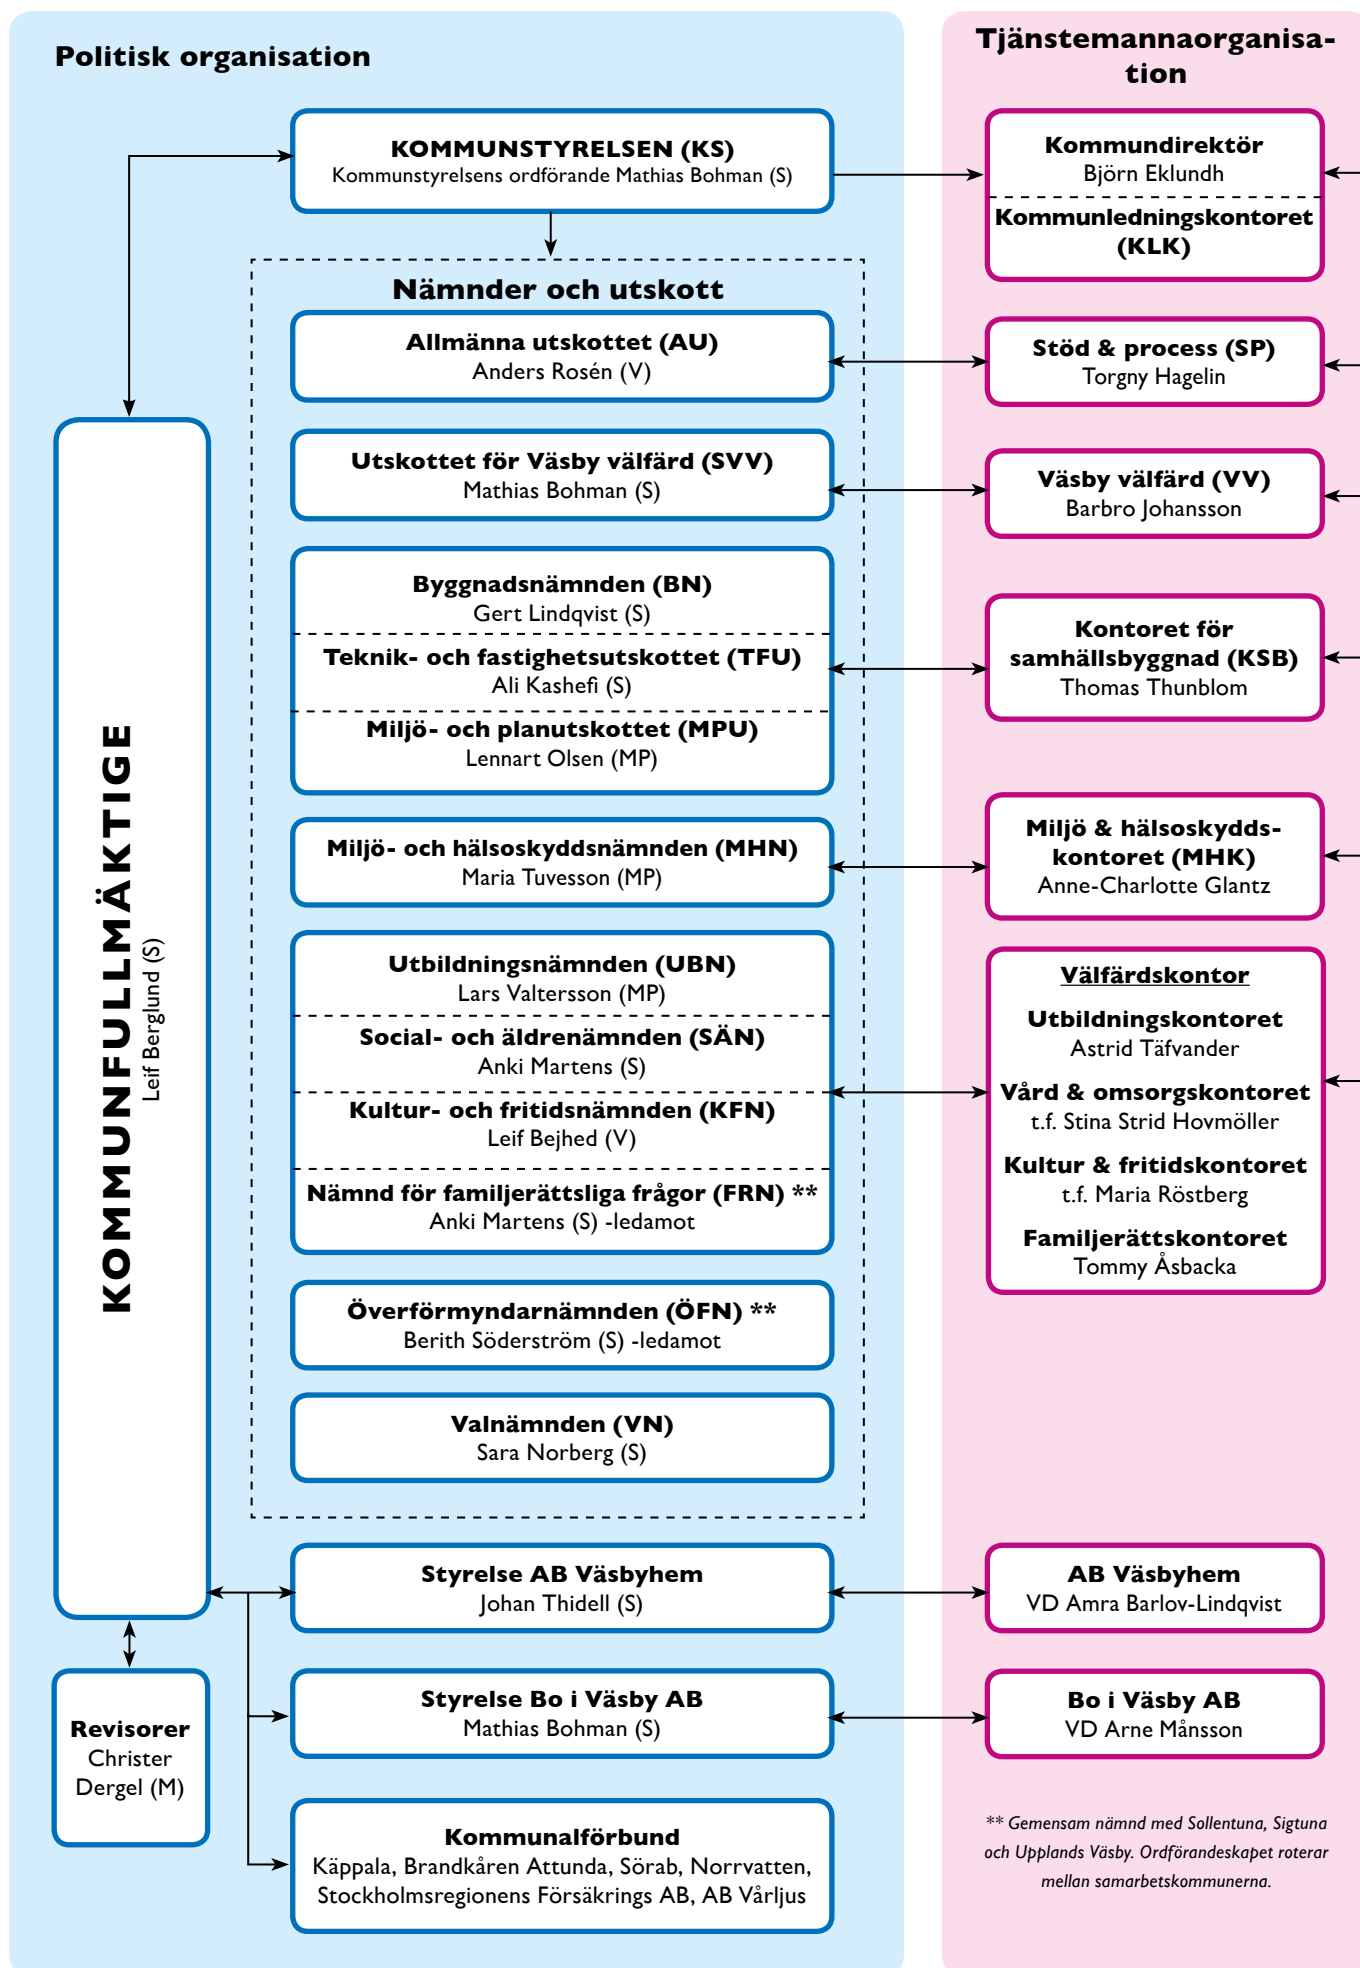 Politisk organisation
KOMMUNSTYRELSEN (KS)
Kommunstyrelsens ordförande Mathias Bohman (S)
Nämnder och utskott
Allmänna utskottet (AU)
Anders Rosén (V)
Utskottet för Väsby välfärd (SVV)
Mathias Bohman (S)
Byggnadsnämnden (BN)
Gert Lindqvist (S)
Teknik- och fastighetsutskottet (TFU)
Ali Kashefi (S)
Miljö- och planutskottet (MPU)
Lennart Olsen (MP)
Miljö- och hälsoskyddsnämnden (MHN)
Maria Tuvesson (MP)
Utbildningsnämnden (UBN)
Lars Valtersson (MP)
Social- och äldrenämnden (SÄN)
Anki Martens (S)
Kultur- och fritidsnämnden (KFN)
Leif Bejhed (V)
Nämnd för familjerättsliga frågor (FRN) **
Anki Martens (S) -ledamot
Överförmyndarnämnden (ÖFN) **
Berith Söderström (S) -ledamot
Valnämnden (VN)
Sara Norberg (S)
Styrelse AB Väsbyhem
Johan Thidell (S)
Styrelse Bo i Väsby AB
Mathias Bohman (S)
Kommunalförbund
Käppala, Brandkåren Attunda, Sörab, Norrvatten,
Stockholmsregionens Försäkrings AB, AB Vårljus
KOMMUNFULLMÄKTIGE
Leif Berglund (S)
Revisorer
Christer
Dergel (M)
Tjänstemannaorganisa-
tion
Kommundirektör
Björn Eklundh
Kommunledningskontoret
(KLK)
Stöd & process (SP)
Torgny Hagelin
Väsby välfärd (VV)
Barbro Johansson
Kontoret för
samhällsbyggnad (KSB)
Thomas Thunblom
Miljö & hälsoskydds-
kontoret (MHK)
Anne-Charlotte Glantz
Välfärdskontor
Utbildningskontoret
Astrid Täfvander
Vård & omsorgskontoret
t.f. Stina Strid Hovmöller
Kultur & fritidskontoret
t.f. Maria Röstberg
Familjerättskontoret
Tommy Åsbacka
AB Väsbyhem
VD Amra Barlov-Lindqvist
Bo i Väsby AB
VD Arne Månsson
** Gemensam nämnd med Sollentuna, Sigtuna
och Upplands Väsby. Ordförandeskapet roterar
mellan samarbetskommunerna.